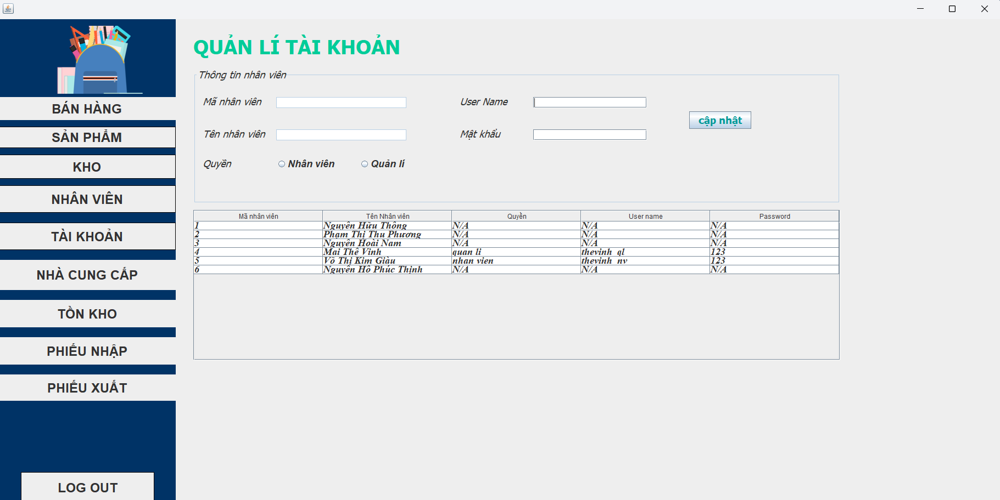 QUẢN LÍ TÀI KHOẢN
Thông tin nhân viên
Mã nhân viên
User Name
cập nhật
Tên nhân viên
Mật khẩu
Quyền
Nhân viên
Quản lí
BÁN HÀNG
SẢN PHẨM
KHO
NHÂN VIÊN
TÀI KHOẢN
NHÀ CUNG CẤP
TỒN KHO
PHIẾU NHẬP
PHIẾU XUẤT
LOG OUT
Mã nhân viên Tên Nhân viên Quyền User name Password
1 Nguyễn Hữu Thông N/A N/A N/A
2 Phạm Thị Thu Phương N/A N/A N/A
3 Nguyễn Hoài Nam N/A N/A N/A
4 Mai Thế Vinh quan li thevinh_ql 123
5 Võ Thị Kim Giàu nhan vien thevinh_nv 123
6 Nguyễn Hồ Phúc Thịnh N/A N/A N/A